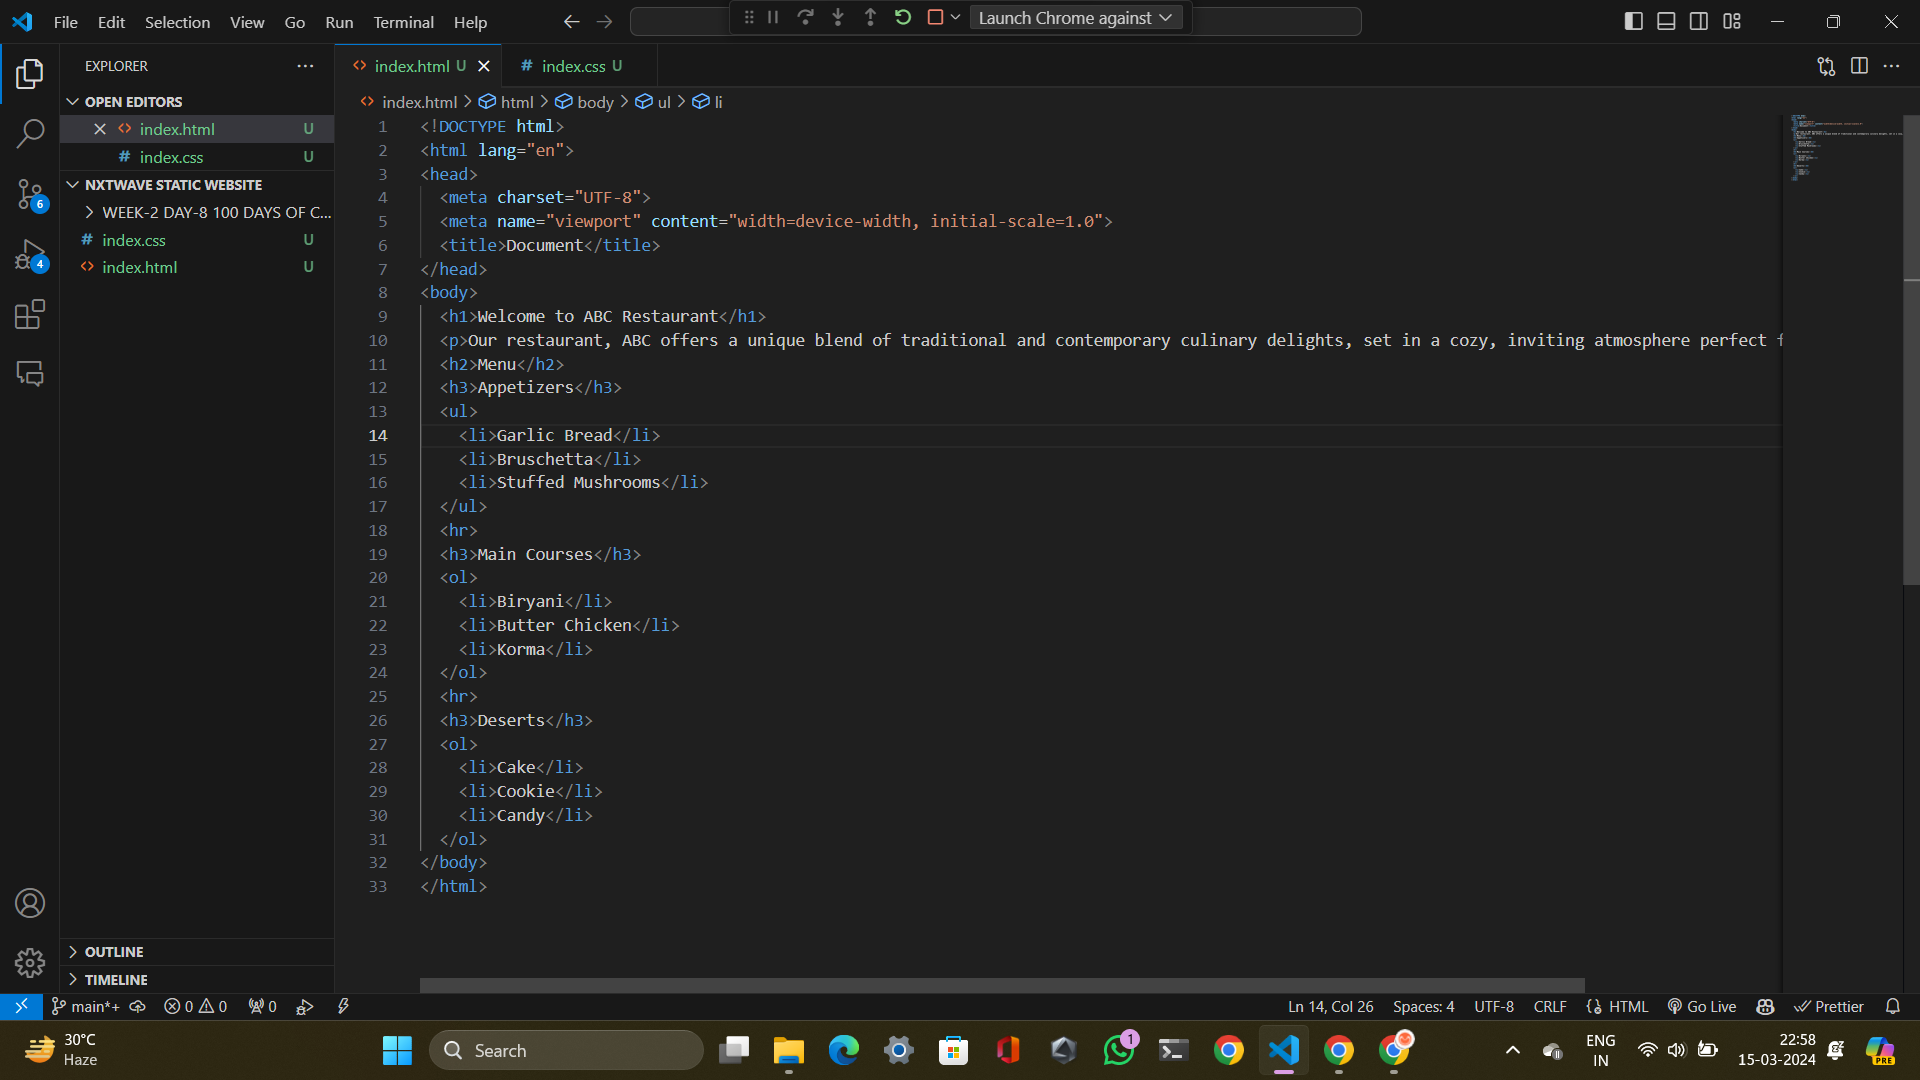 File Edit Selection View Go Run Terminal Help
Launch Chrome against
EXPLORER
OPEN EDITORS
index.html U
index.css U
NXTWAVE STATIC WEBSITE
WEEK-2 DAY-8 100 DAYS OF C...
index.css U
index.html U
OUTLINE
TIMELINE
6
4
index.html U
index.css U
index.html > html > body > ul > li
1 <!DOCTYPE html>
2 <html lang="en">
3 <head>
4 <meta charset="UTF-8">
5 <meta name="viewport" content="width=device-width, initial-scale=1.0">
6 <title>Document</title>
7 </head>
8 <body>
9 <h1>Welcome to ABC Restaurant</h1>
10 <p>Our restaurant, ABC offers a unique blend of traditional and contemporary culinary delights, set in a cozy, inviting atmosphere perfect f
11 <h2>Menu</h2>
12 <h3>Appetizers</h3>
13 <ul>
14 <li>Garlic Bread</li>
15 <li>Bruschetta</li>
16 <li>Stuffed Mushrooms</li>
17 </ul>
18 <hr>
19 <h3>Main Courses</h3>
20 <ol>
21 <li>Biryani</li>
22 <li>Butter Chicken</li>
23 <li>Korma</li>
24 </ol>
25 <hr>
26 <h3>Deserts</h3>
27 <ol>
28 <li>Cake</li>
29 <li>Cookie</li>
30 <li>Candy</li>
31 </ol>
32 </body>
33 </html>
main*+ 0 0 0 Ln 14, Col 26 Spaces: 4 UTF-8 CRLF HTML Go Live Prettier
30°C
Haze
Search
1
ENG
IN
22:58
15-03-2024
PRE